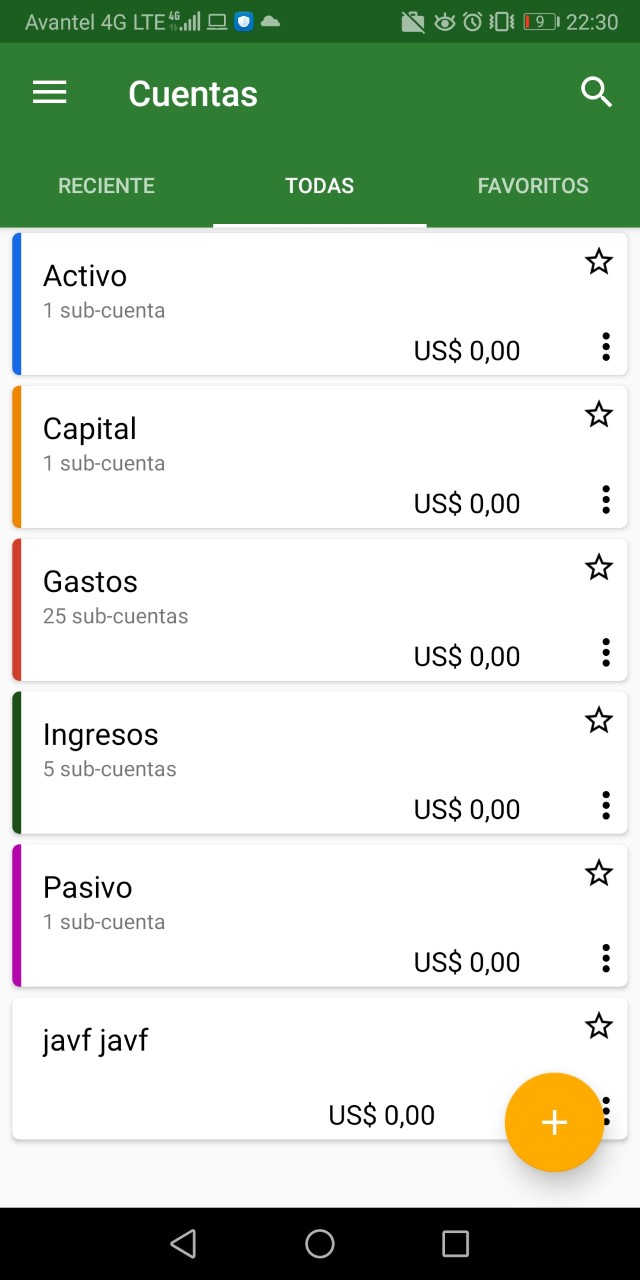 Avantel 4G LTE 4G 9 22:30
Cuentas
RECIENTE TODAS FAVORITOS
Activo
1 sub-cuenta
US$ 0,00
Capital
1 sub-cuenta
US$ 0,00
Gastos
25 sub-cuentas
US$ 0,00
Ingresos
5 sub-cuentas
US$ 0,00
Pasivo
1 sub-cuenta
US$ 0,00
javf javf
US$ 0,00